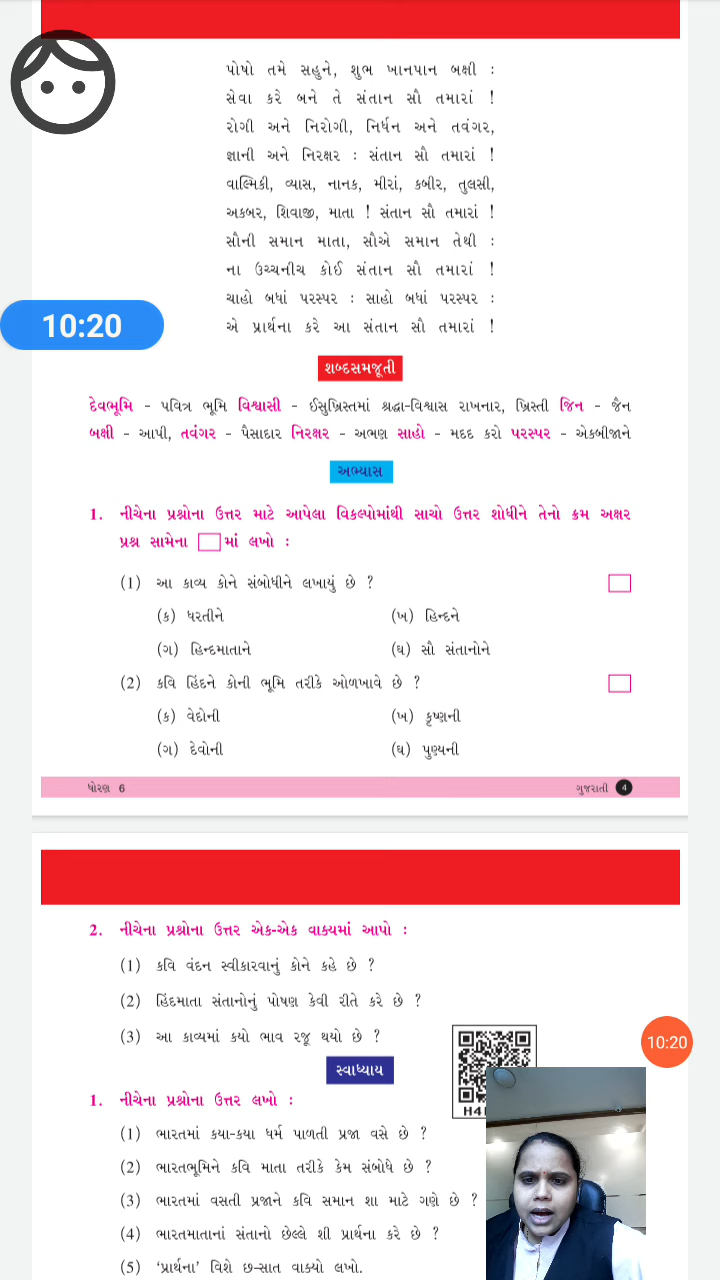 પોષો તમે સહુને, શુભ ખાનપાન બક્ષી :
સેવા કરે બને તે સંતાન સૌ તમારાં !
રોગી અને નિરોગી, નિર્ધન અને તવંગર,
જ્ઞાની અને નિરક્ષર : સંતાન સૌ તમારાં !
વાલ્મિકી, વ્યાસ, નાનક, મીરાં, કબીર, તુલસી,
અકબર, શિવાજી, માતા ! સંતાન સૌ તમારાં !
સૌની સમાન માતા, સૌએ સમાન તેથી :
ના ઉચ્ચનીચ કોઈ સંતાન સૌ તમારાં !
ચાહો બધાં પરસ્પર : સાહો બધાં પરસ્પર :
10:20
એ પ્રાર્થના કરે આ સંતાન સૌ તમારાં !
શબ્દસમજૂતી
દેવભૂમિ - પવિત્ર ભૂમિ વિશ્વાસી - ઈસુખ્રિસ્તમાં શ્રદ્ધા-વિશ્વાસ રાખનાર, ખ્રિસ્તી જિન - જૈન
બક્ષી - આપી, તવંગર - પૈસાદાર નિરક્ષર - અભણ સાહો - મદદ કરો પરસ્પર - એકબીજાને
અભ્યાસ
1. નીચેના પ્રશ્નોના ઉત્તર માટે આપેલા વિકલ્પોમાંથી સાચો ઉત્તર શોધીને તેનો ક્રમ અક્ષર
પ્રશ્ન સામેના માં લખો :
(1) આ કાવ્ય કોને સંબોધીને લખાયું છે ?
(ક) ધરતીને (ખ) હિન્દને
(ગ) હિન્દમાતાને (ઘ) સૌ સંતાનોને
(2) કવિ હિંદને કોની ભૂમિ તરીકે ઓળખાવે છે ?
(ક) વેદોની (ખ) કૃષ્ણની
(ગ) દેવોની (ઘ) પુણ્યની
ધોરણ 6 ગુજરાતી 4
2. નીચેના પ્રશ્નોના ઉત્તર એક-એક વાક્યમાં આપો :
(1) કવિ વંદન સ્વીકારવાનું કોને કહે છે ?
(2) હિંદમાતા સંતાનોનું પોષણ કેવી રીતે કરે છે ?
(3) આ કાવ્યમાં કયો ભાવ રજૂ થયો છે ?
10:20
સ્વાધ્યાય
1. નીચેના પ્રશ્નોના ઉત્તર લખો :
(1) ભારતમાં કયા-કયા ધર્મ પાળતી પ્રજા વસે છે ?
(2) ભારતભૂમિને કવિ માતા તરીકે કેમ સંબોધે છે ?
(3) ભારતમાં વસતી પ્રજાને કવિ સમાન શા માટે ગણે છે ?
(4) ભારતમાતાનાં સંતાનો છેલ્લે શી પ્રાર્થના કરે છે ?
(5) ‘પ્રાર્થના’ વિશે છ-સાત વાક્યો લખો.